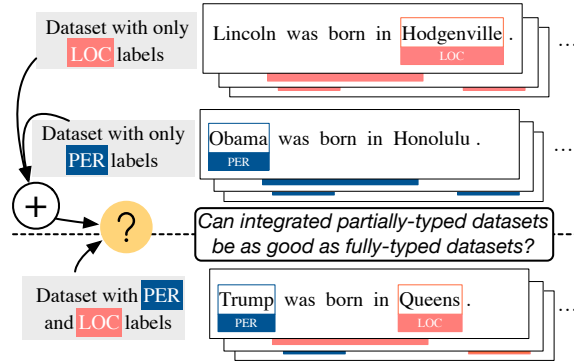 Dataset with only
LOC labels
Lincoln was born in Hodgenville .
LOC
...
Dataset with only
PER labels
Obama was born in Honolulu .
PER
...
+
?
Can integrated partially-typed datasets
be as good as fully-typed datasets?
Dataset with PER
and LOC labels
Trump was born in Queens .
PER LOC
...